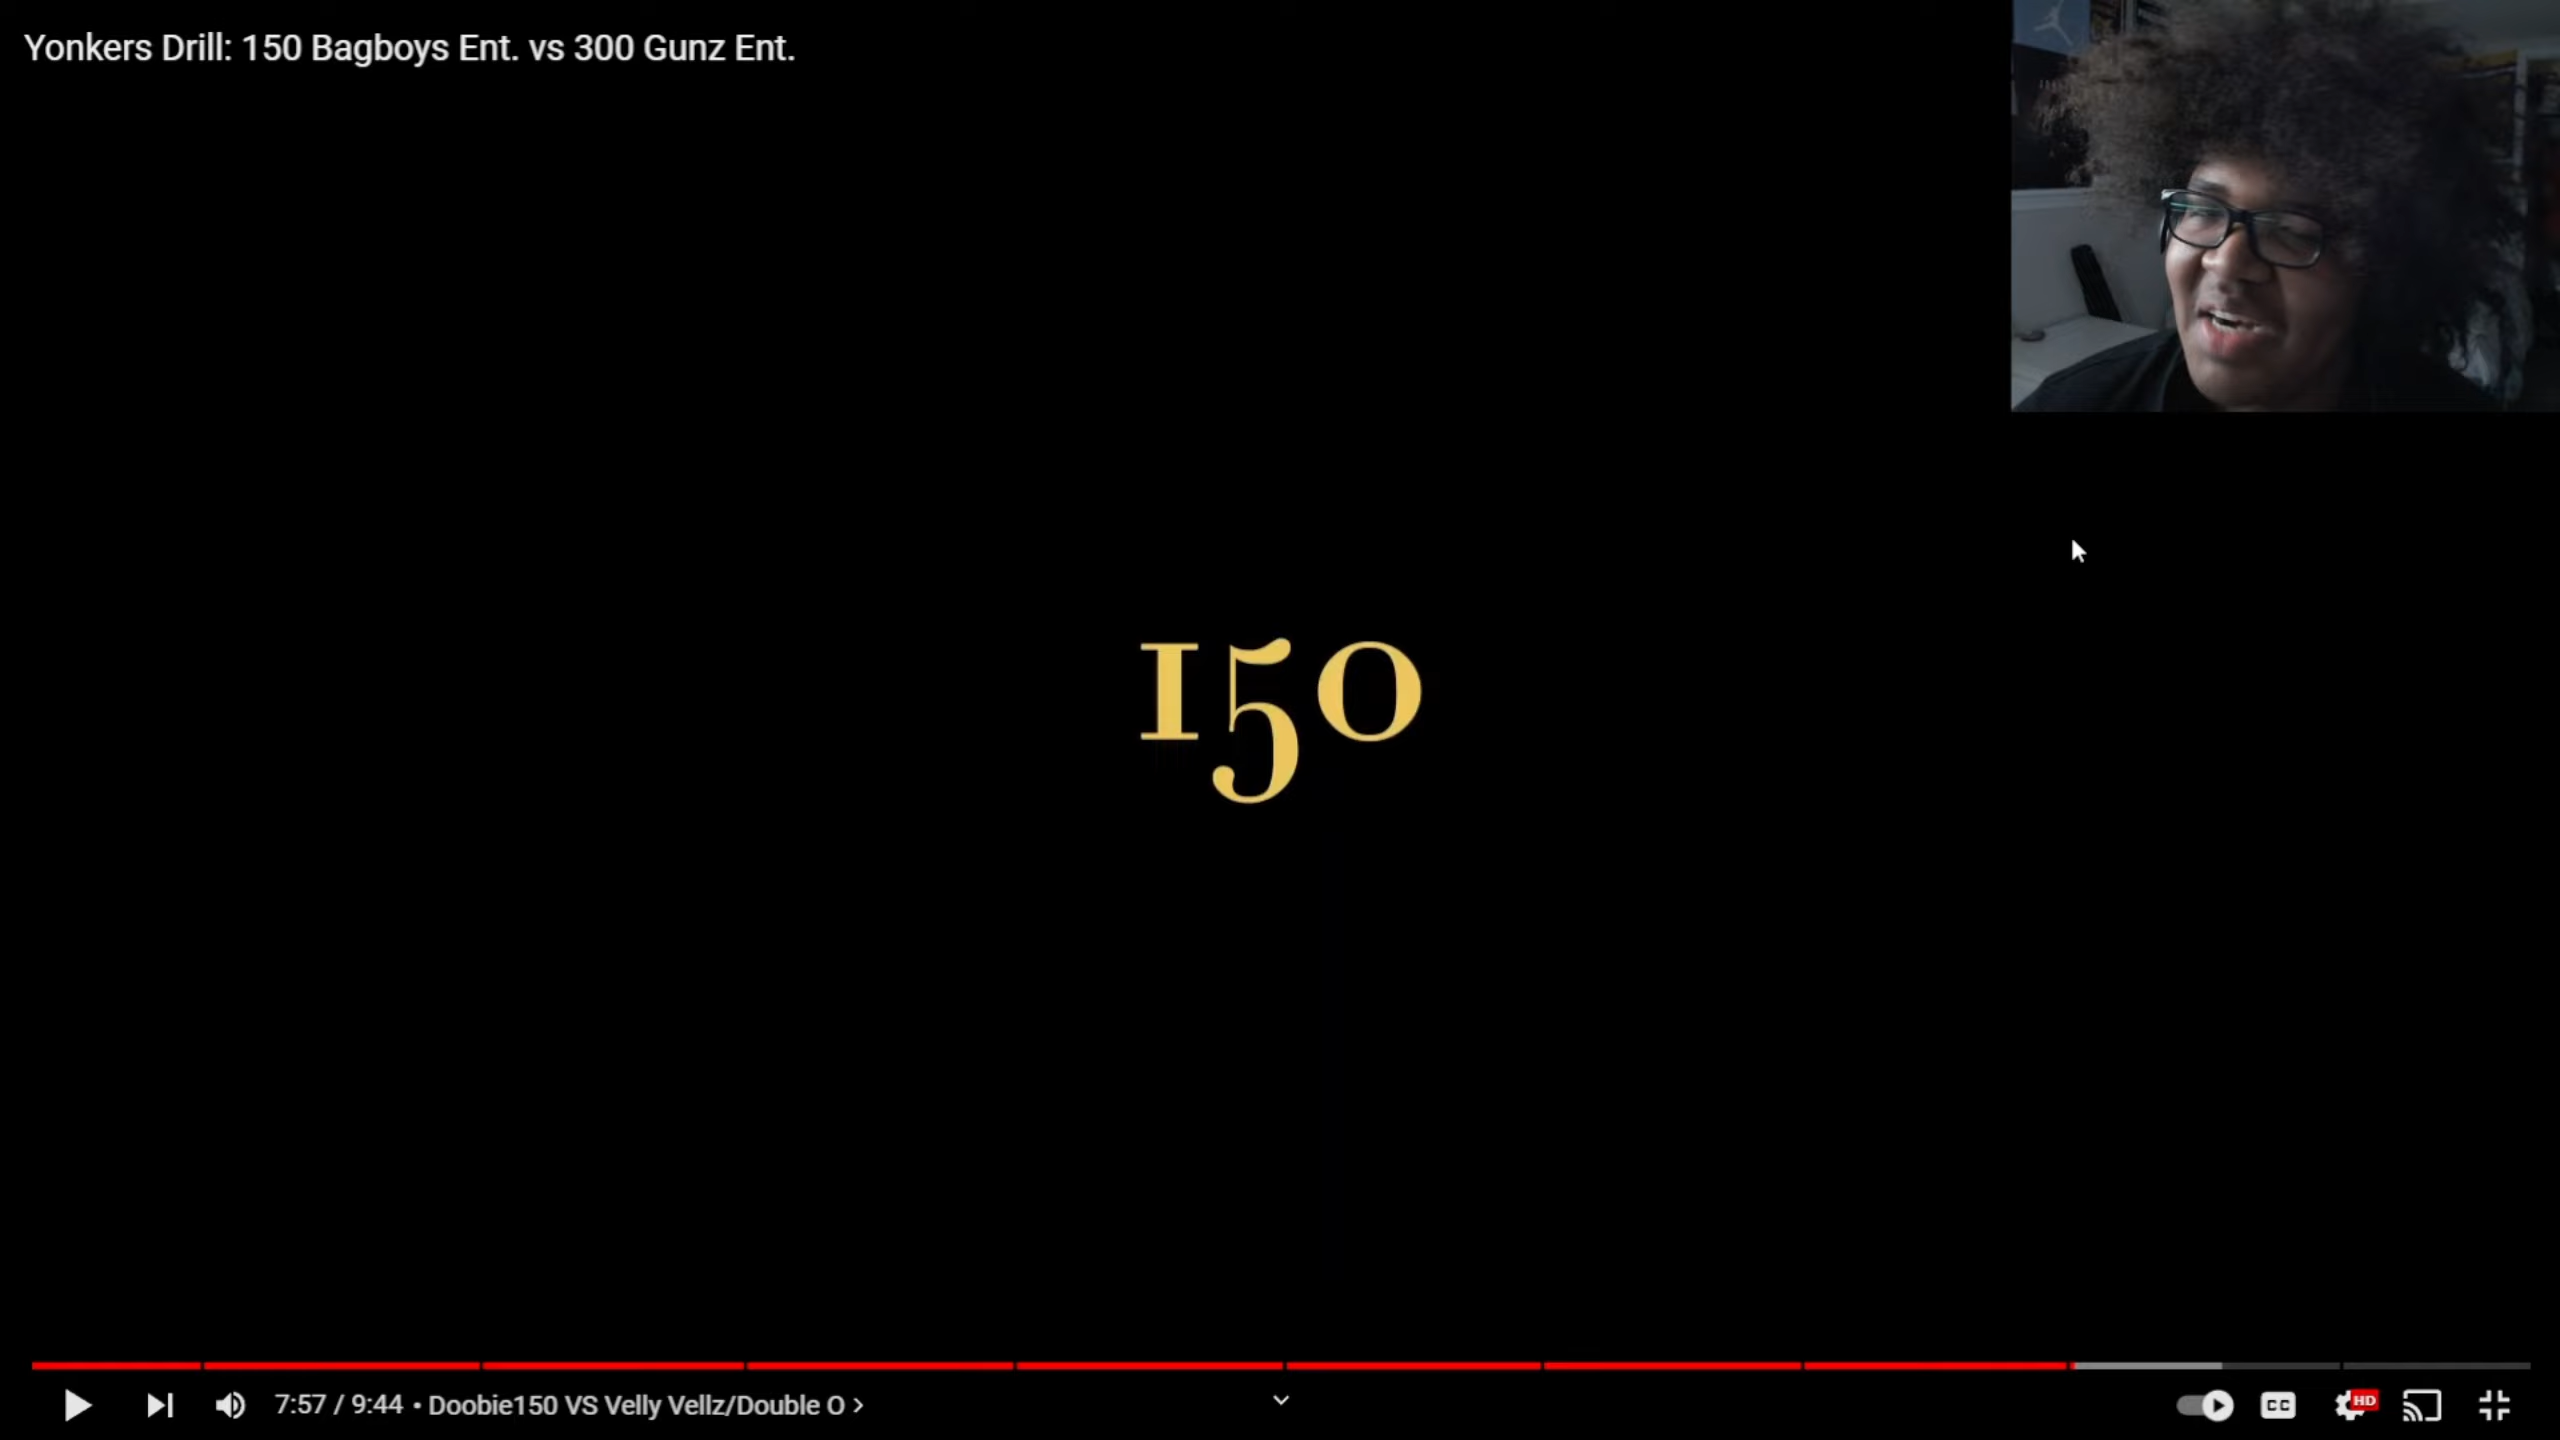 Yonkers Drill: 150 Bagboys Ent. vs 300 Gunz Ent.
150
7:57 / 9:44 • Doobie150 VS Velly Vellz/Double O >
CC
HD